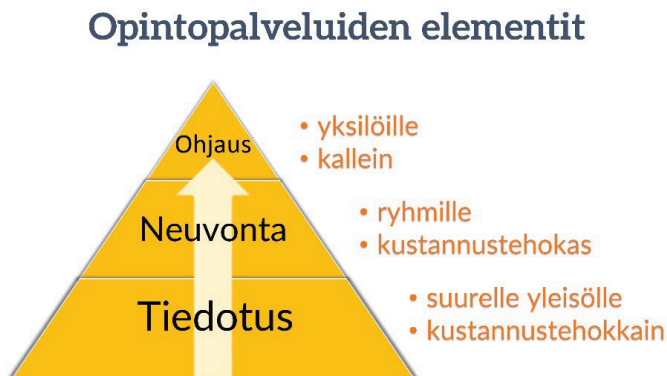 Opintopalveluiden elementit
Ohjaus
• yksilöille
• kallein
Neuvonta
• ryhmille
• kustannustehokas
Tiedotus
• suurelle yleisölle
• kustannustehokkain